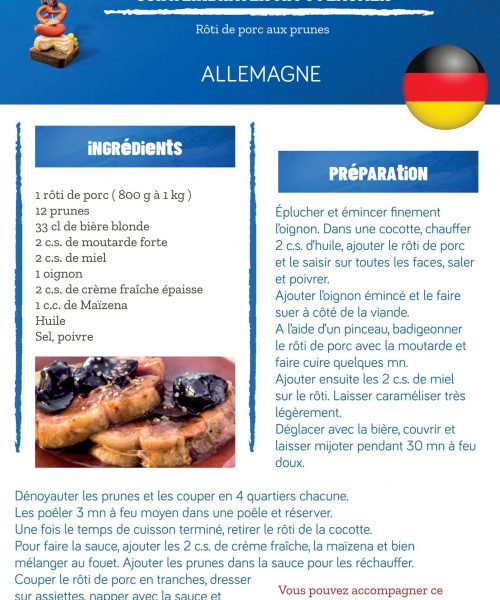 Rôti de porc aux prunes
ALLEMAGNE
INGRÉDIENTS
1 rôti de porc ( 800 g à 1 kg )
12 prunes
33 cl de bière blonde
2 c.s. de moutarde forte
2 c.s. de miel
1 oignon
2 c.s. de crème fraîche épaisse
1 c.c. de Maïzena
Huile
Sel, poivre
PRÉPARATION
Éplucher et émincer finement
l'oignon. Dans une cocotte, chauffer
2 c.s. d'huile, ajouter le rôti de porc
et le saisir sur toutes les faces, saler
et poivrer.
Ajouter l'oignon émincé et le faire
suer à côté de la viande.
A l'aide d'un pinceau, badigeonner
le rôti de porc avec la moutarde et
faire cuire quelques mn.
Ajouter ensuite les 2 c.s. de miel
sur le rôti. Laisser caraméliser très
légèrement.
Déglacer avec la bière, couvrir et
laisser mijoter pendant 30 mn à feu
doux.
Dénoyauter les prunes et les couper en 4 quartiers chacune.
Les poêler 3 mn à feu moyen dans une poêle et réserver.
Une fois le temps de cuisson terminé, retirer le rôti de la cocotte.
Pour faire la sauce, ajouter les 2 c.s. de crème fraîche, la maïzena et bien
mélanger au fouet. Ajouter les prunes dans la sauce pour les réchauffer.
Couper le rôti de porc en tranches, dresser
sur assiettes, napper avec la sauce et
Vous pouvez accompagner ce